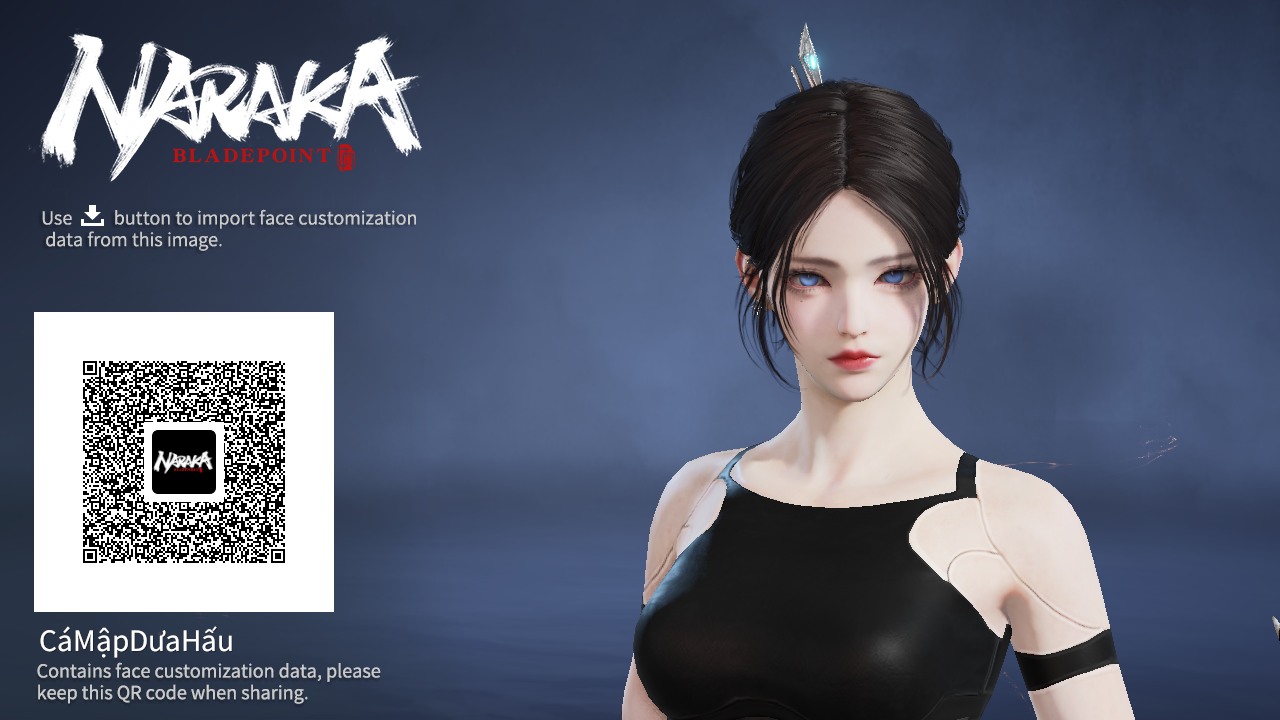 NARAKA
BLADEPOINT
Use button to import face customization
data from this image.
NARAKA
CáMậpDưaHấu
Contains face customization data, please
keep this QR code when sharing.